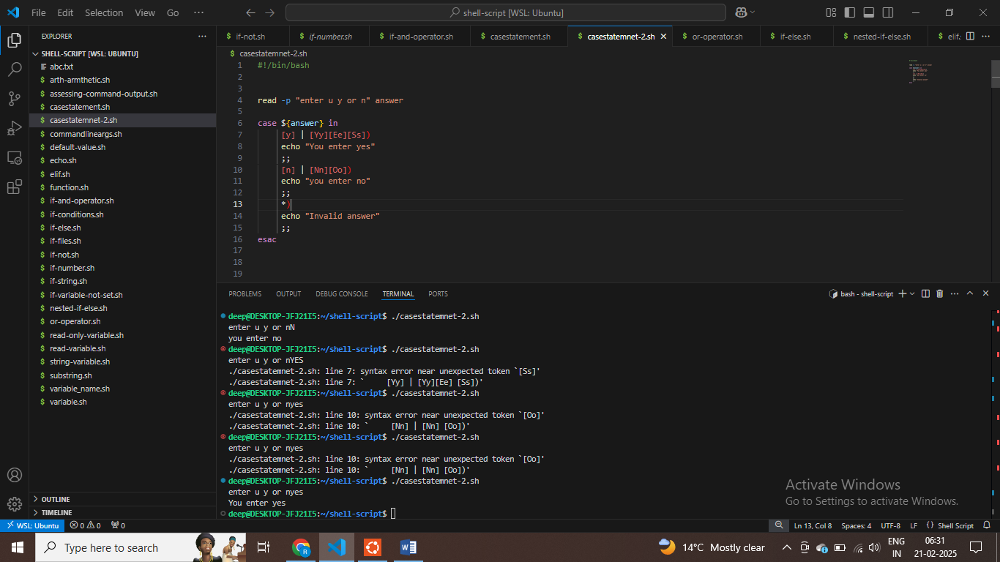 File Edit Selection View Go ··· shell-script [WSL: Ubuntu]
EXPLORER ···
SHELL-SCRIPT [WSL: UBUNTU]
abc.txt
$ arth-armthetic.sh
$ assessing-command-output.sh
$ casestatement.sh
$ casestatemnet-2.sh
$ commandlineargs.sh
$ default-value.sh
$ echo.sh
$ elif.sh
$ function.sh
$ if-and-operator.sh
$ if-conditions.sh
$ if-else.sh
$ if-files.sh
$ if-not.sh
$ if-number.sh
$ if-string.sh
$ if-variable-not-set.sh
$ nested-if-else.sh
$ or-operator.sh
$ read-only-variable.sh
$ read-variable.sh
$ string-variable.sh
$ substring.sh
$ variable_name.sh
$ variable.sh
OUTLINE
TIMELINE
$ if-not.sh $ if-number.sh $ if-and-operator.sh $ casestatement.sh $ casestatemnet-2.sh $ or-operator.sh $ if-else.sh $ nested-if-else.sh $ elif.: ···
$ casestatemnet-2.sh
1 #!/bin/bash
2
3
4 read -p "enter u y or n" answer
5
6 case ${answer} in
7 [y] | [Yy][Ee][Ss])
8 echo "You enter yes"
9 ;;
10 [n] | [Nn][Oo])
11 echo "you enter no"
12 ;;
13 *)
14 echo "Invalid answer"
15 ;;
16 esac
17
18
19
PROBLEMS OUTPUT DEBUG CONSOLE TERMINAL PORTS bash - shell-script ···
deep@DESKTOP-JFJ21I5:~/shell-script$ ./casestatemnet-2.sh
enter u y or nN
you enter no
deep@DESKTOP-JFJ21I5:~/shell-script$ ./casestatemnet-2.sh
enter u y or nYES
./casestatemnet-2.sh: line 7: syntax error near unexpected token `[Ss]'
./casestatemnet-2.sh: line 7: `     [Yy] | [Yy][Ee] [Ss])'
deep@DESKTOP-JFJ21I5:~/shell-script$ ./casestatemnet-2.sh
enter u y or nyes
./casestatemnet-2.sh: line 10: syntax error near unexpected token `[Oo]'
./casestatemnet-2.sh: line 10: `     [Nn] | [Nn] [Oo])'
deep@DESKTOP-JFJ21I5:~/shell-script$ ./casestatemnet-2.sh
enter u y or nyes
./casestatemnet-2.sh: line 10: syntax error near unexpected token `[Oo]'
./casestatemnet-2.sh: line 10: `     [Nn] | [Nn] [Oo])'
deep@DESKTOP-JFJ21I5:~/shell-script$ ./casestatemnet-2.sh
enter u y or nyes
You enter yes
deep@DESKTOP-JFJ21I5:~/shell-script$
Activate Windows
Go to Settings to activate Windows.
WSL: Ubuntu 0 0 0 Ln 13, Col 8 Spaces: 4 UTF-8 LF {} Shell Script
Type here to search 14°C Mostly clear ENG IN 06:31 21-02-2025